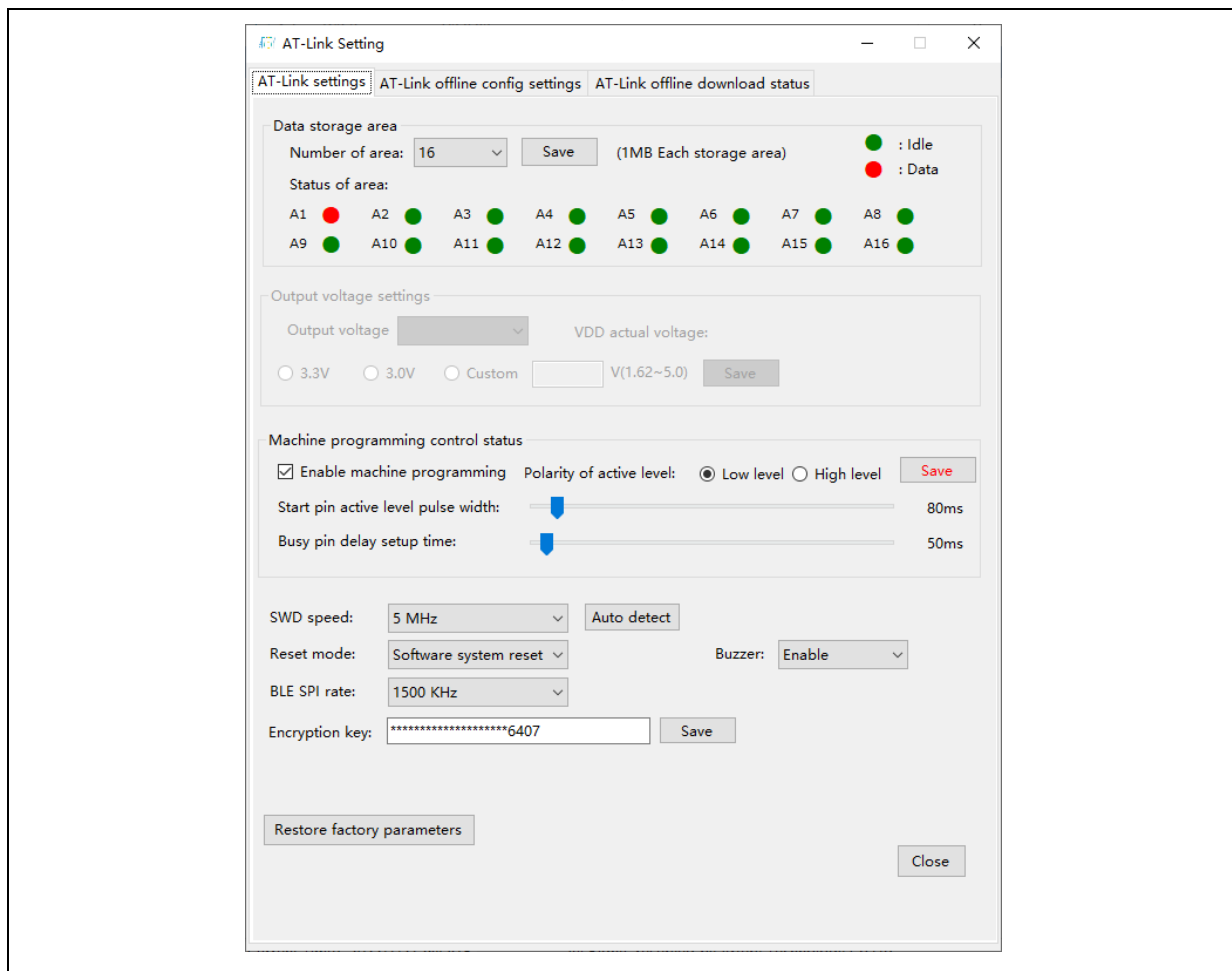 AT-Link Setting
AT-Link settings AT-Link offline config settings AT-Link offline download status
Data storage area
Number of area: 16 Save (1MB Each storage area) : Idle
: Data
Status of area:
A1 A2 A3 A4 A5 A6 A7 A8
A9 A10 A11 A12 A13 A14 A15 A16
Output voltage settings
Output voltage VDD actual voltage:
3.3V 3.0V Custom V(1.62~5.0) Save
Machine programming control status
Enable machine programming Polarity of active level: Low level High level Save
Start pin active level pulse width: 80ms
Busy pin delay setup time: 50ms
SWD speed: 5 MHz Auto detect
Reset mode: Software system reset Buzzer: Enable
BLE SPI rate: 1500 KHz
Encryption key: ********************6407 Save
Restore factory parameters
Close